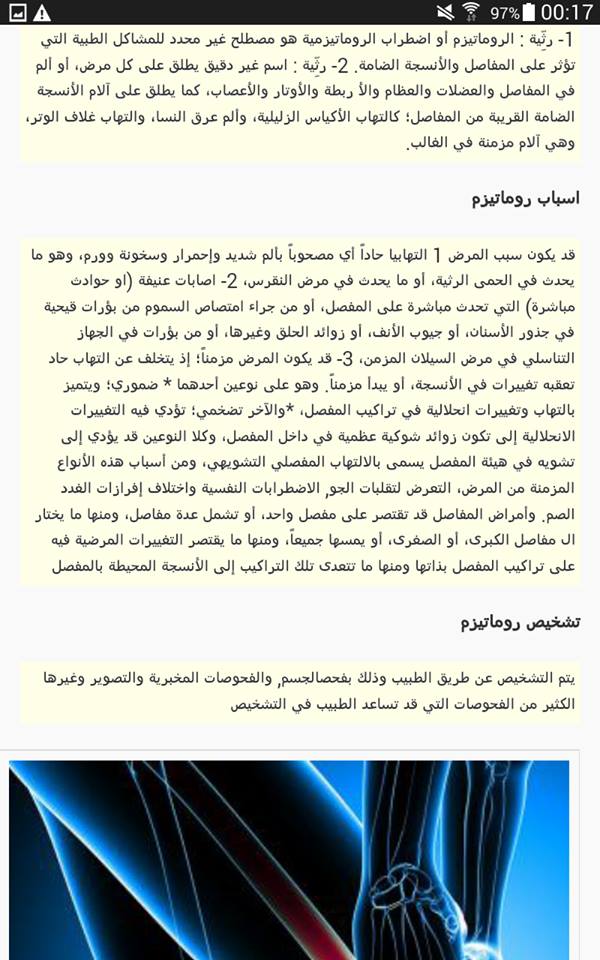 97% 00:17
1- رثّية : الروماتيزم أو اضطراب الروماتيزمية هو مصطلح غير محدد للمشاكل الطبية التي
تؤثر على المفاصل والأنسجة الضامة. 2- رثّية : اسم غير دقيق يطلق على كل مرض، أو ألم
في المفاصل والعضلات والعظام والأ ربطة والأوتار والأعصاب، كما يطلق على آلام الأنسجة
الضامة القريبة من المفاصل؛ كالتهاب الأكياس الزليلية، وألم عرق النسا، والتهاب غلاف الوتر،
وهي آلام مزمنة في الغالب.
اسباب روماتيزم
قد يكون سبب المرض 1 التهابيا حاداً أي مصحوباً بألم شديد وإحمرار وسخونة وورم، وهو ما
يحدث في الحمى الرثية، أو ما يحدث في مرض النقرس، 2- اصابات عنيفة (او حوادث
مباشرة) التي تحدث مباشرة على المفصل، أو من جراء امتصاص السموم من بؤرات قيحية
في جذور الأسنان، أو جيوب الأنف، أو زوائد الحلق وغيرها، أو من بؤرات في الجهاز
التناسلي في مرض السيلان المزمن، 3- قد يكون المرض مزمناً؛ إذ يتخلف عن التهاب حاد
تعقبه تغييرات في الأنسجة، أو يبدأ مزمناً. وهو على نوعين أحدهما * ضموري؛ ويتميز
بالتهاب وتغييرات انحلالية في تراكيب المفصل، *والآخر تضخمي؛ تؤدي فيه التغييرات
الانحلالية إلى تكون زوائد شوكية عظمية في داخل المفصل، وكلا النوعين قد يؤدي إلى
تشويه في هيئة المفصل يسمى بالالتهاب المفصلي التشويهي، ومن أسباب هذه الأنواع
المزمنة من المرض، التعرض لتقلبات الجو, الاضطرابات النفسية واختلاف إفرازات الغدد
الصم. وأمراض المفاصل قد تقتصر على مفصل واحد، أو تشمل عدة مفاصل، ومنها ما يختار
ال مفاصل الكبرى، أو الصغرى، أو يمسها جميعاً، ومنها ما يقتصر التغييرات المرضية فيه
على تراكيب المفصل بذاتها ومنها ما تتعدى تلك التراكيب إلى الأنسجة المحيطة بالمفصل
تشخيص روماتيزم
يتم التشخيص عن طريق الطبيب وذلك بفحصالجسم, والفحوصات المخبرية والتصوير وغيرها
الكثير من الفحوصات التي قد تساعد الطبيب في التشخيص